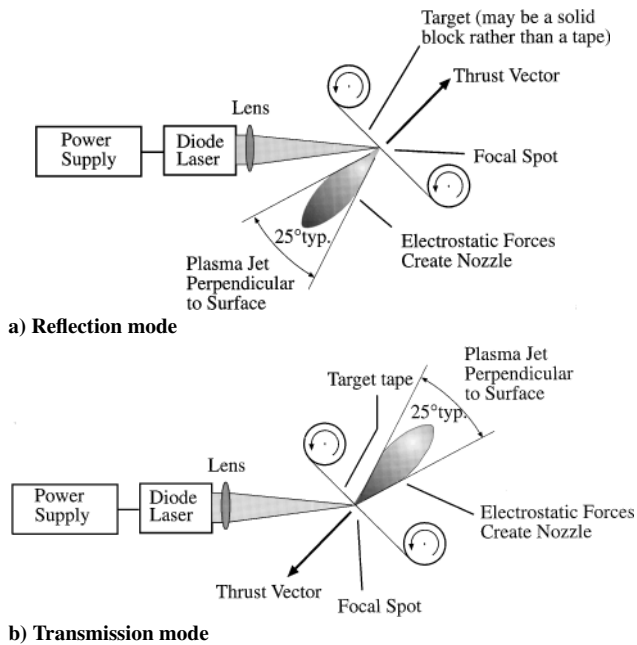 Target (may be a solid
block rather than a tape)
Thrust Vector
Lens
Power
Supply
Diode
Laser
Focal Spot
25°typ.
Electrostatic Forces
Create Nozzle
Plasma Jet
Perpendicular
to Surface
a) Reflection mode
Plasma Jet
Perpendicular
to Surface
Target tape
25°typ.
Lens
Power
Supply
Diode
Laser
Electrostatic Forces
Create Nozzle
Thrust Vector
Focal Spot
b) Transmission mode